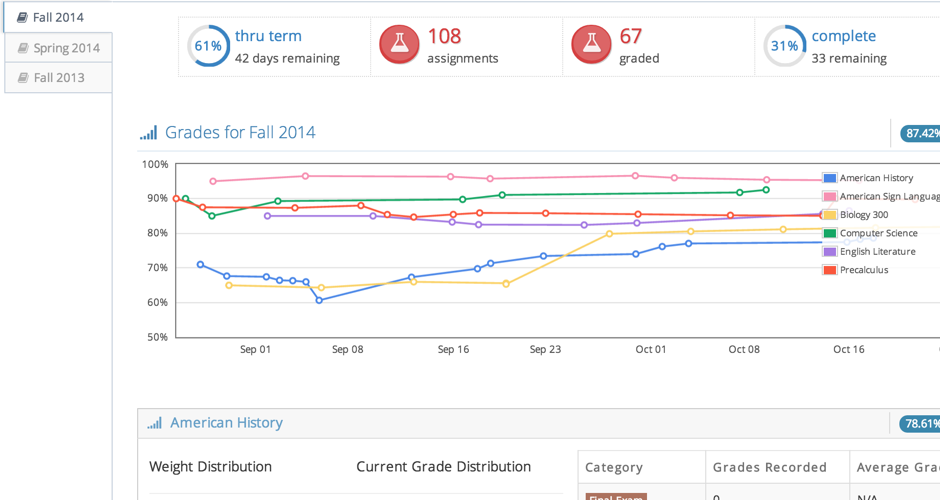 Fall 2014
Spring 2014
Fall 2013
61%
thru term
42 days remaining
108
assignments
67
graded
31%
complete
33 remaining
Grades for Fall 2014
87.42%
100%
90%
80%
70%
60%
50%
Sep 01
Sep 08
Sep 16
Sep 23
Oct 01
Oct 08
Oct 16
American History
American Sign Languag
Biology 300
Computer Science
English Literature
Precalculus
American History
78.61%
Weight Distribution
Current Grade Distribution
Category
Grades Recorded
Average Gra
Final Exam
0
N/A